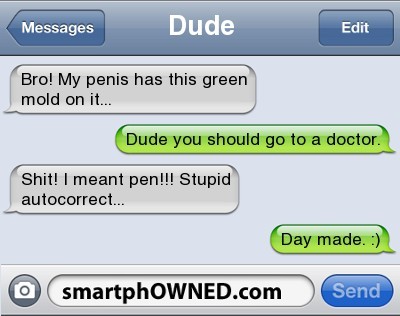 Messages
Dude
Edit
Bro! My penis has this green
mold on it...
Dude you should go to a doctor.
Shit! I meant pen!!! Stupid
autocorrect...
Day made. :)
smartphOWNED.com
Send